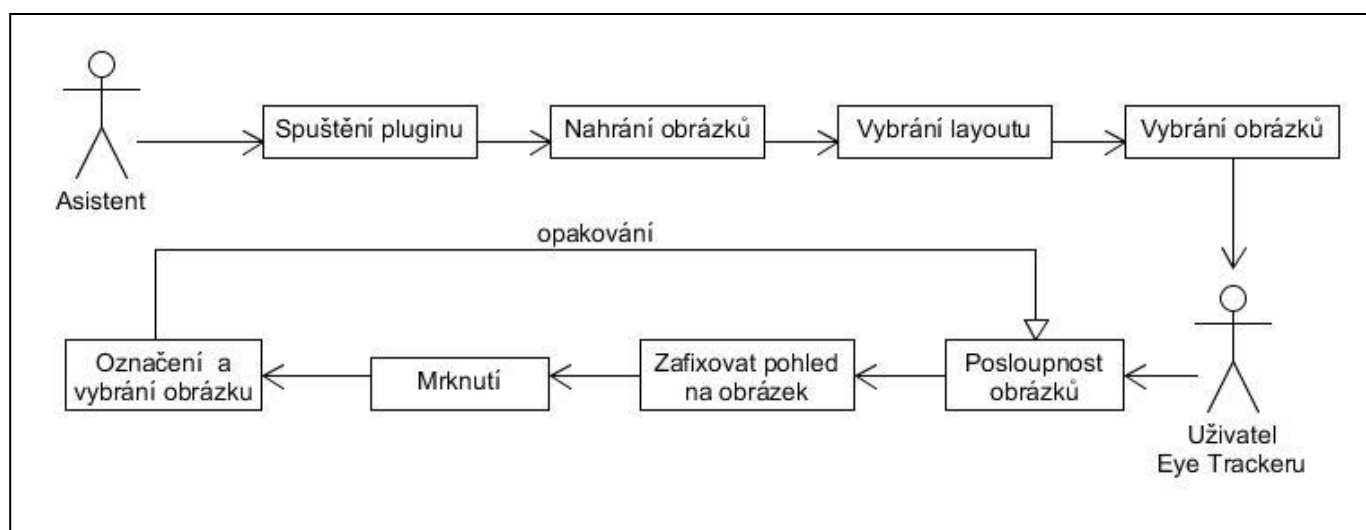 Spuštění pluginu
Nahrání obrázků
Vybrání layoutu
Vybrání obrázků
Asistent
opakování
Označení a
vybrání obrázku
Mrknutí
Zafixovat pohled
na obrázek
Posloupnost
obrázků
Uživatel
Eye Trackeru